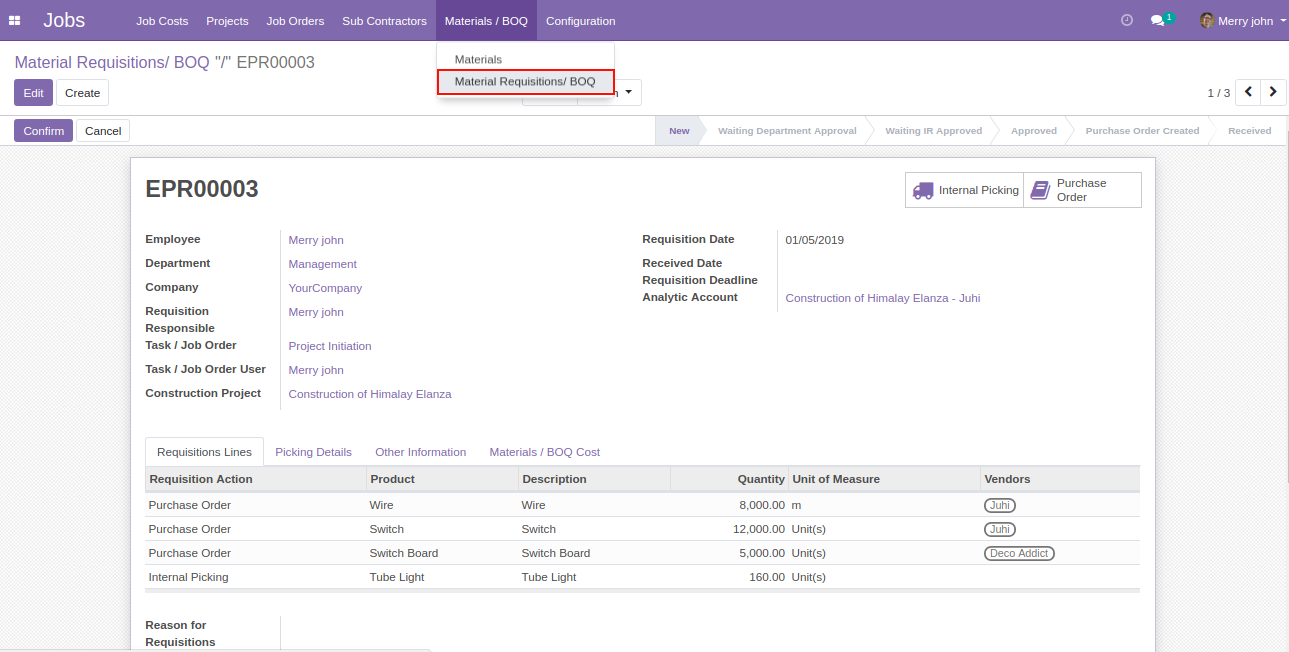 Jobs
Job Costs Projects Job Orders Sub Contractors Materials / BOQ Configuration
1 Merry john
Materials
Material Requisitions/ BOQ
Material Requisitions/ BOQ "/" EPR00003
Edit Create
1 / 3
Confirm Cancel
New Waiting Department Approval Waiting IR Approved Approved Purchase Order Created Received
EPR00003
Internal Picking
Purchase
Order
Employee Merry john
Department Management
Company YourCompany
Requisition
Responsible Merry john
Task / Job Order Project Initiation
Task / Job Order User Merry john
Construction Project Construction of Himalay Elanza
Requisition Date 01/05/2019
Received Date
Requisition Deadline
Analytic Account Construction of Himalay Elanza - Juhi
Requisitions Lines Picking Details Other Information Materials / BOQ Cost
Requisition Action Product Description Quantity Unit of Measure Vendors
Purchase Order Wire Wire 8,000.00 m Juhi
Purchase Order Switch Switch 12,000.00 Unit(s) Juhi
Purchase Order Switch Board Switch Board 5,000.00 Unit(s) Deco Addict
Internal Picking Tube Light Tube Light 160.00 Unit(s)
Reason for
Requisitions